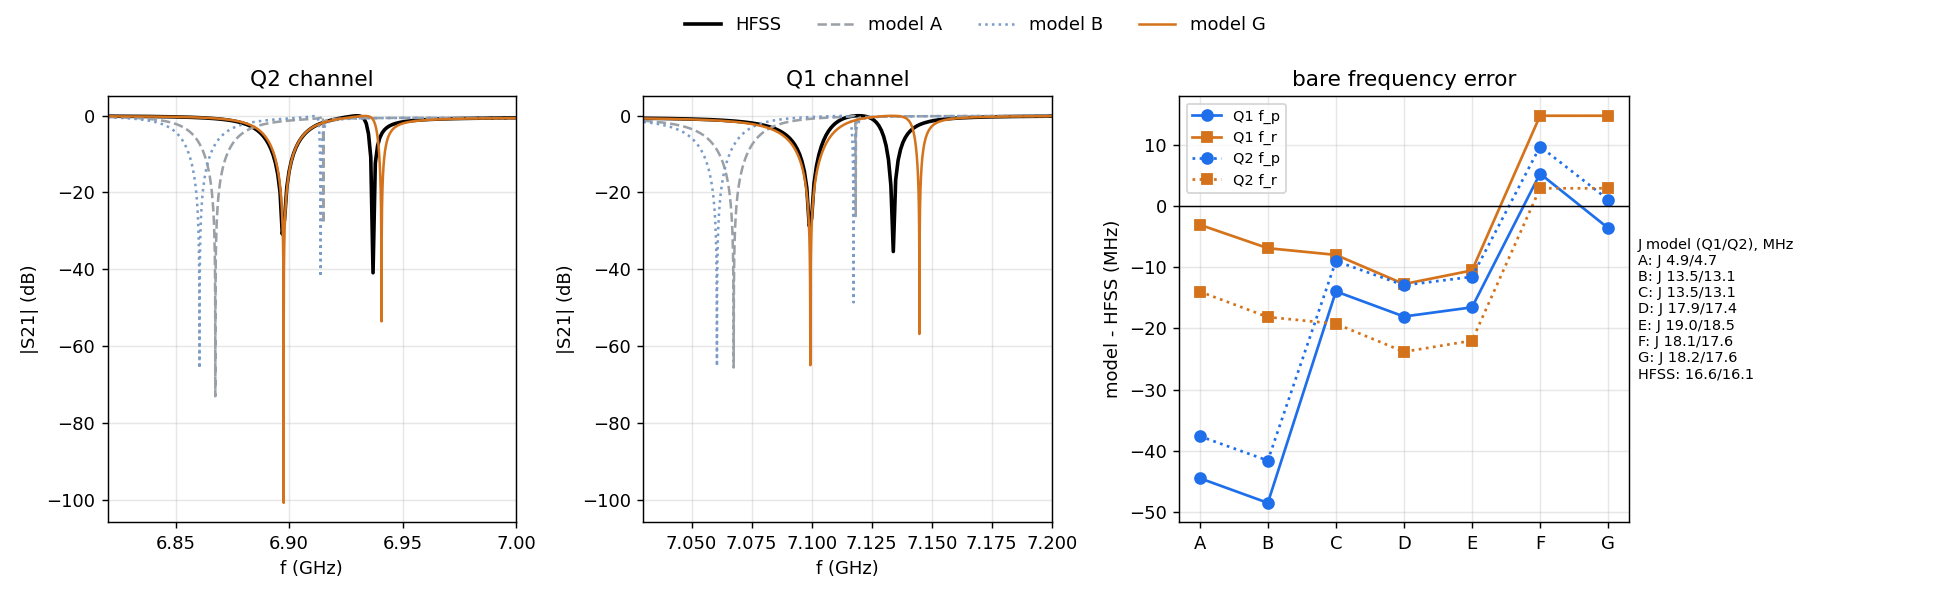 HFSS
model A
model B
model G
Q2 channel
0
−20
−40
−60
−80
−100
|S21| (dB)
6.85
6.90
6.95
7.00
f (GHz)
Q1 channel
0
−20
−40
−60
−80
−100
|S21| (dB)
7.050
7.075
7.100
7.125
7.150
7.175
7.200
f (GHz)
bare frequency error
Q1 f_p
Q1 f_r
Q2 f_p
Q2 f_r
10
0
−10
−20
−30
−40
−50
model - HFSS (MHz)
A
B
C
D
E
F
G
J model (Q1/Q2), MHz
A: J 4.9/4.7
B: J 13.5/13.1
C: J 13.5/13.1
D: J 17.9/17.4
E: J 19.0/18.5
F: J 18.1/17.6
G: J 18.2/17.6
HFSS: 16.6/16.1